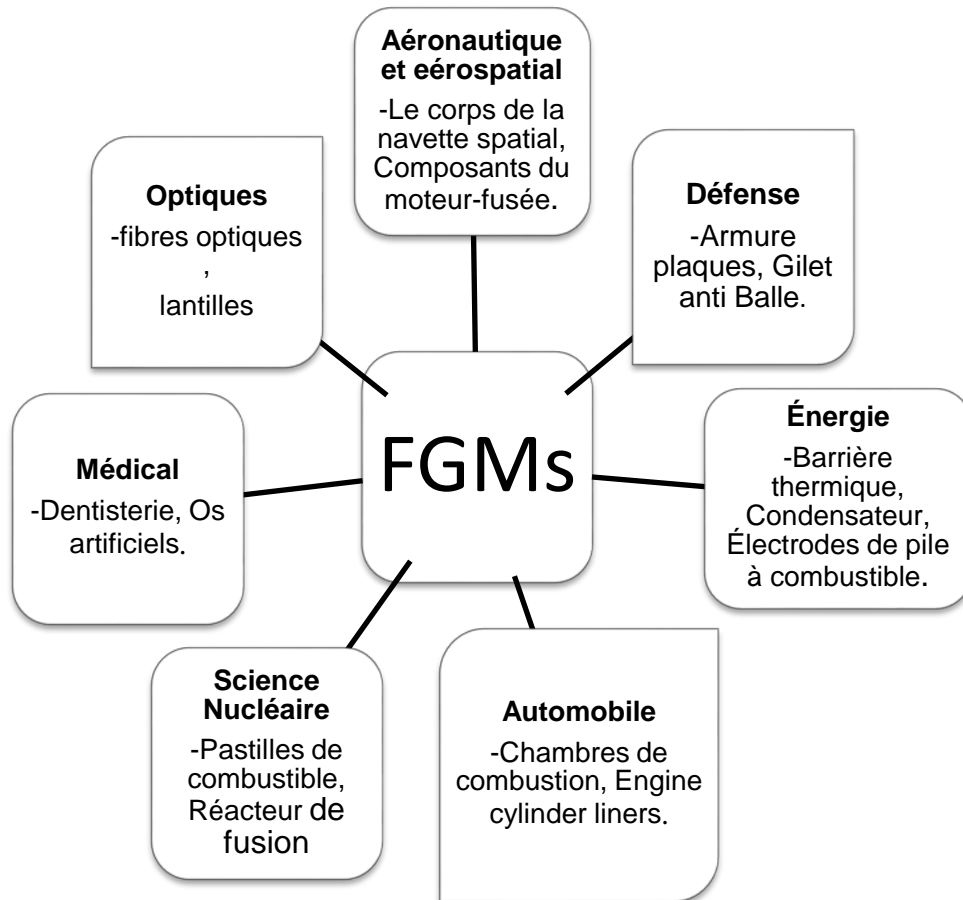 Aéronautique
et eérospatial
-Le corps de la
navette spatial,
Composants du
moteur-fusée.
Optiques
-fibres optiques
,
lantilles
Défense
-Armure
plaques, Gilet
anti Balle.
FGMs
Énergie
-Barrière
thermique,
Condensateur,
Électrodes de pile
à combustible.
Médical
-Dentisterie, Os
artificiels.
Science
Nucléaire
-Pastilles de
combustible,
Réacteur de
fusion
Automobile
-Chambres de
combustion, Engine
cylinder liners.